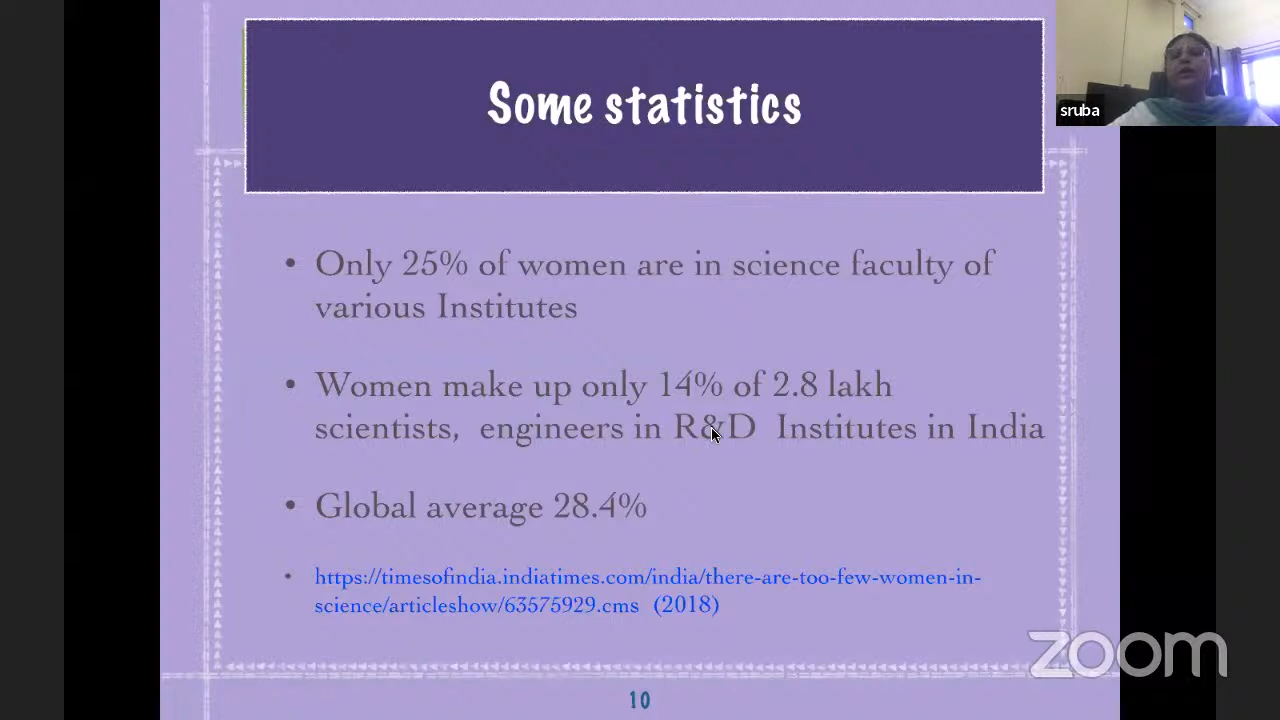 Some statistics
sruba
• Only 25% of women are in science faculty of
various Institutes
• Women make up only 14% of 2.8 lakh
scientists, engineers in R&D Institutes in India
• Global average 28.4%
• https://timesofindia.indiatimes.com/india/there-are-too-few-women-in-
science/articleshow/63575929.cms (2018)
zoom
10